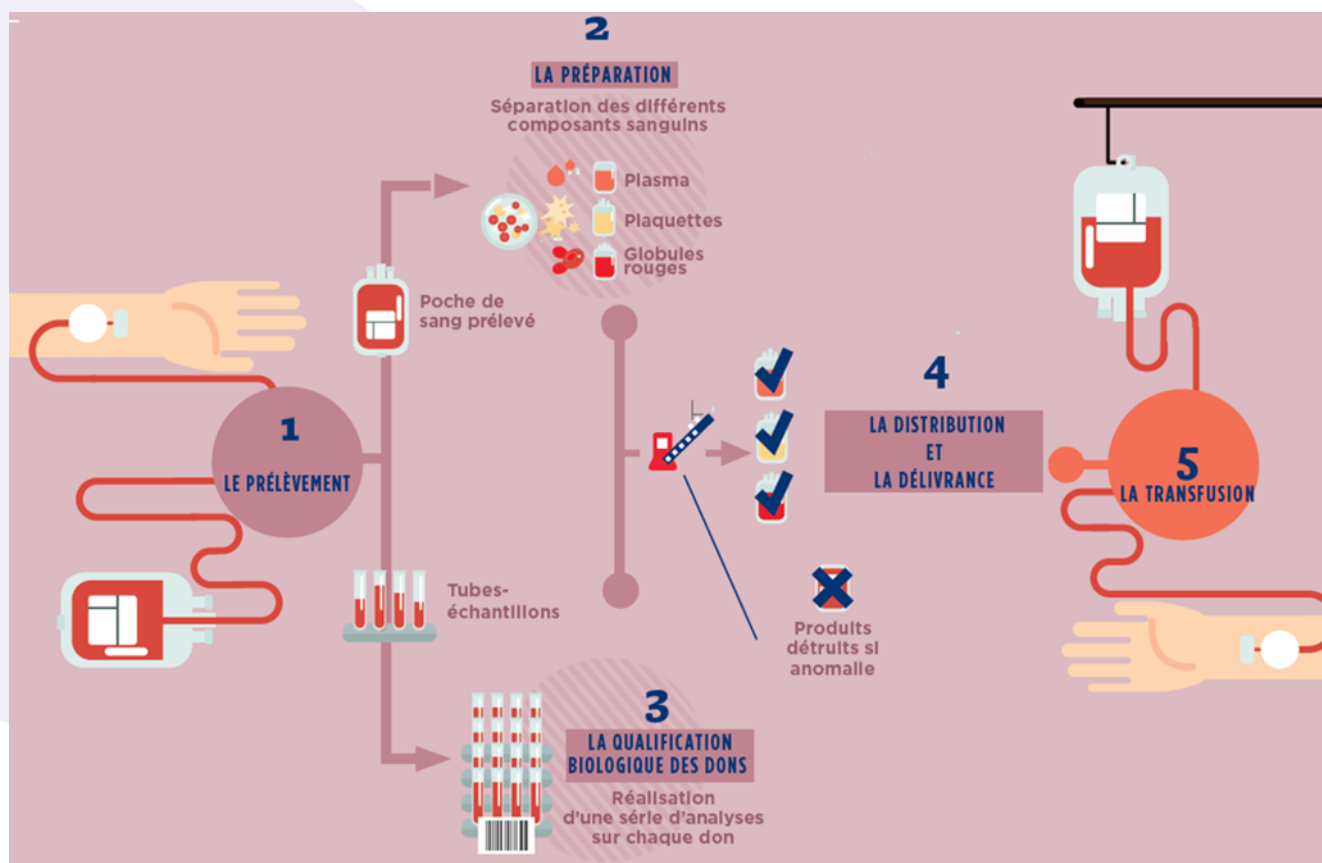 2
LA PRÉPARATION
Séparation des différents
composants sanguins
Plasma
Plaquettes
Globules
rouges
Poche de
sang prélevé
1
LE PRÉLÈVEMENT
4
LA DISTRIBUTION
ET
LA DÉLIVRANCE
5
LA TRANSFUSION
Tubes-
échantillons
Produits
détruits si
anomalie
3
LA QUALIFICATION
BIOLOGIQUE DES DONS
Réalisation
d'une série d'analyses
sur chaque don